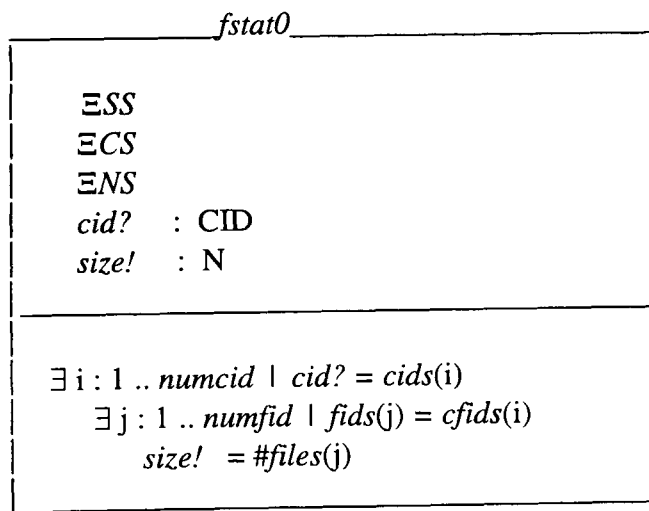 fstat0
ΞSS
ΞCS
ΞNS
cid? : CID
size! : N
∃ i : 1 .. numcid | cid? = cids(i)
∃ j : 1 .. numfid | fids(j) = cfids(i)
size! = #files(j)